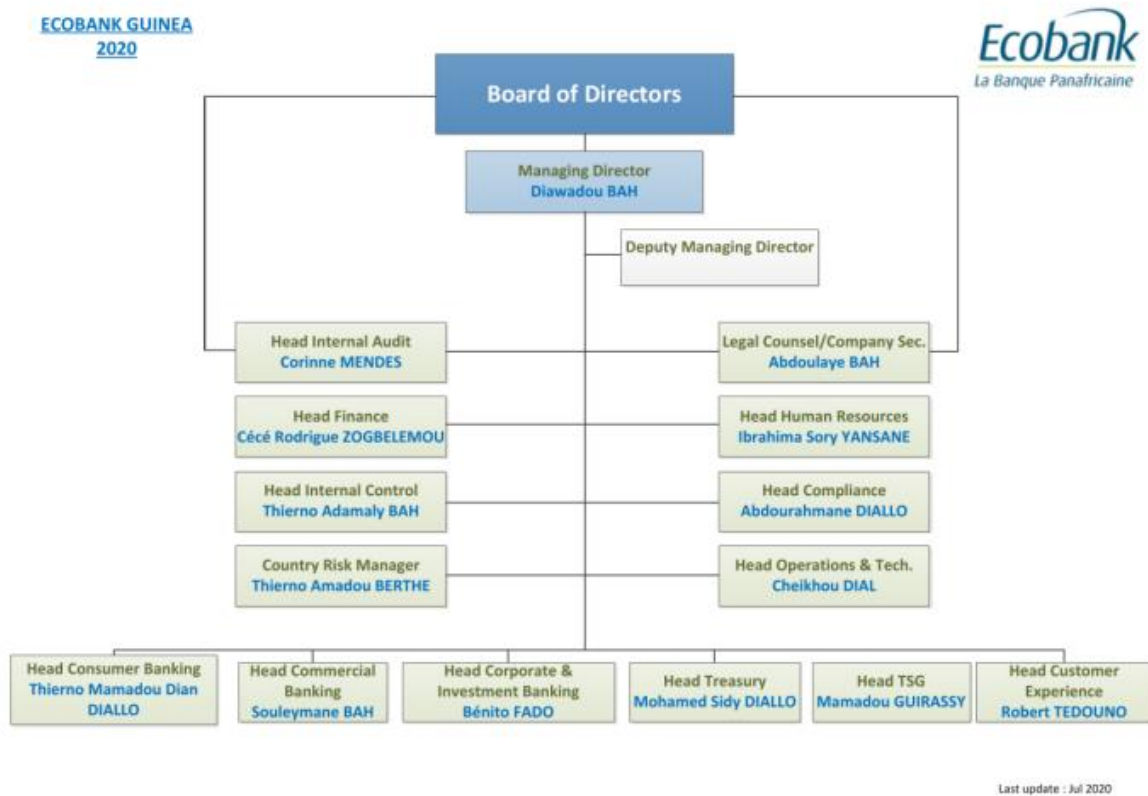 ECOBANK GUINEA
2020
Ecobank
La Banque Panafricaine
Board of Directors
Managing Director
Diawadou BAH
Deputy Managing Director
Head Internal Audit
Corinne MENDES
Legal Counsel/Company Sec.
Abdoulaye BAH
Head Finance
Cécé Rodrigue ZOGBELEMOU
Head Human Resources
Ibrahima Sory YANSANE
Head Internal Control
Thierno Adamaly BAH
Head Compliance
Abdourahmane DIALLO
Country Risk Manager
Thierno Amadou BERTHE
Head Operations & Tech.
Cheikhou DIAL
Head Consumer Banking
Thierno Mamadou Dian
DIALLO
Head Commercial
Banking
Souleymane BAH
Head Corporate &
Investment Banking
Bénito FADO
Head Treasury
Mohamed Sidy DIALLO
Head TSG
Mamadou GUIRASSY
Head Customer
Experience
Robert TEDOUNO
Last update : Jul 2020